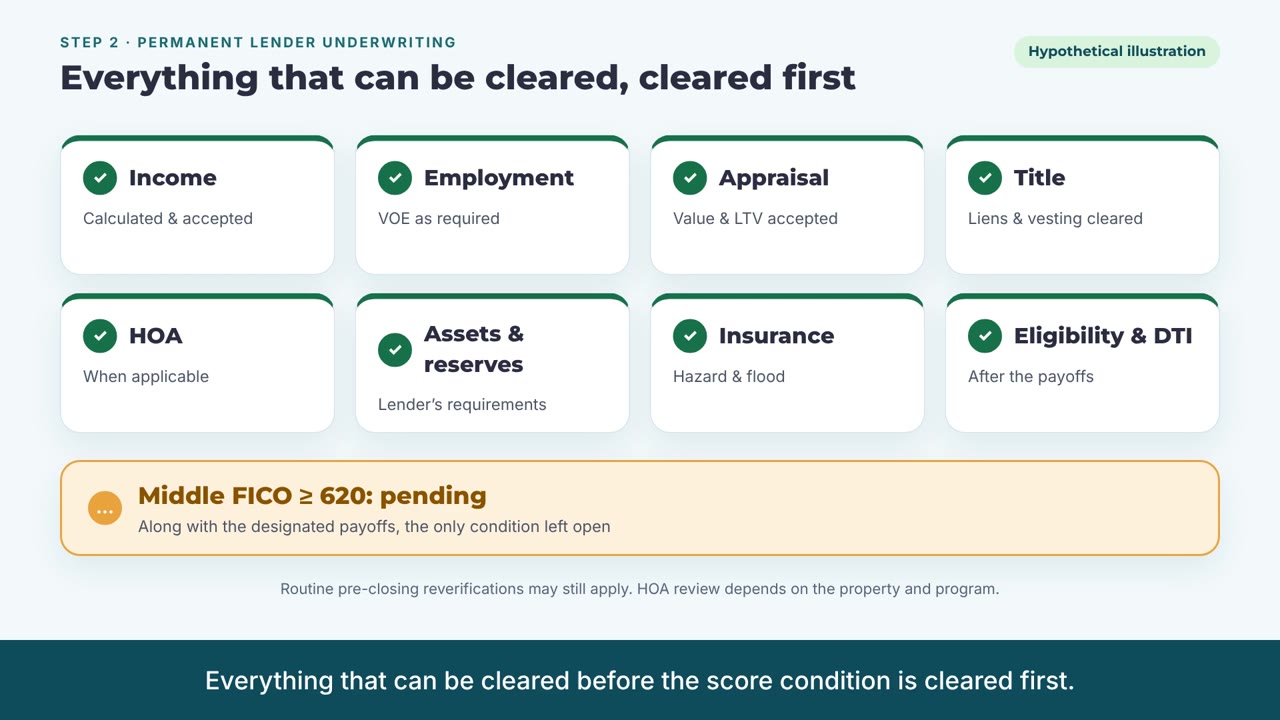 STEP 2 · PERMANENT LENDER UNDERWRITING
Hypothetical illustration
Everything that can be cleared, cleared first
Income
Calculated & accepted
Employment
VOE as required
Appraisal
Value & LTV accepted
Title
Liens & vesting cleared
HOA
When applicable
Assets &
reserves
Lender’s requirements
Insurance
Hazard & flood
Eligibility & DTI
After the payoffs
...
Middle FICO ≥ 620: pending
Along with the designated payoffs, the only condition left open
Routine pre-closing reverifications may still apply. HOA review depends on the property and program.
Everything that can be cleared before the score condition is cleared first.